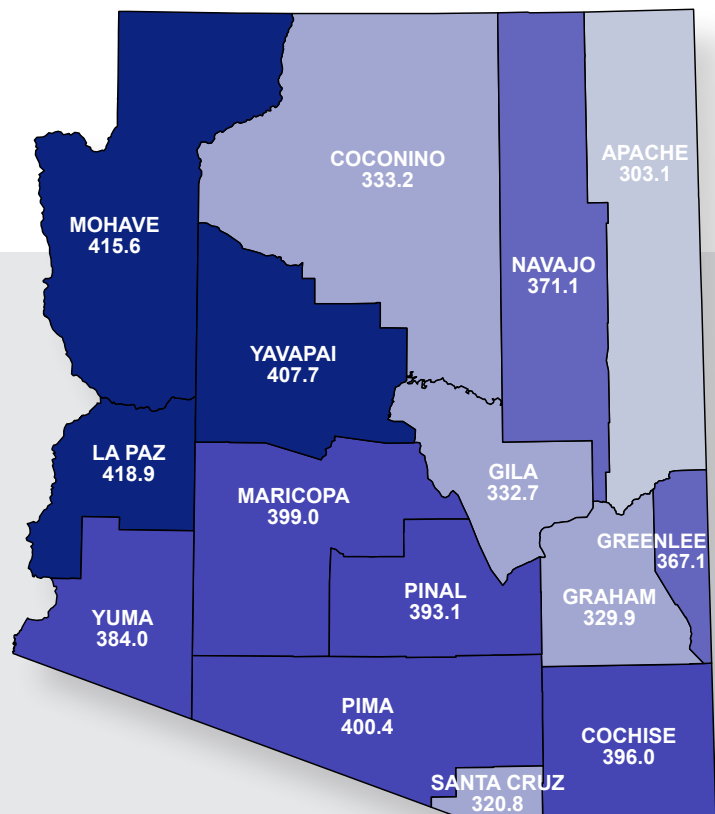 COCONINO
333.2
APACHE
303.1
MOHAVE
415.6
NAVAJO
371.1
YAVAPAI
407.7
LA PAZ
418.9
GILA
332.7
MARICOPA
399.0
GREENLEE
367.1
PINAL
393.1
GRAHAM
329.9
YUMA
384.0
PIMA
400.4
COCHISE
396.0
SANTA CRUZ
320.8